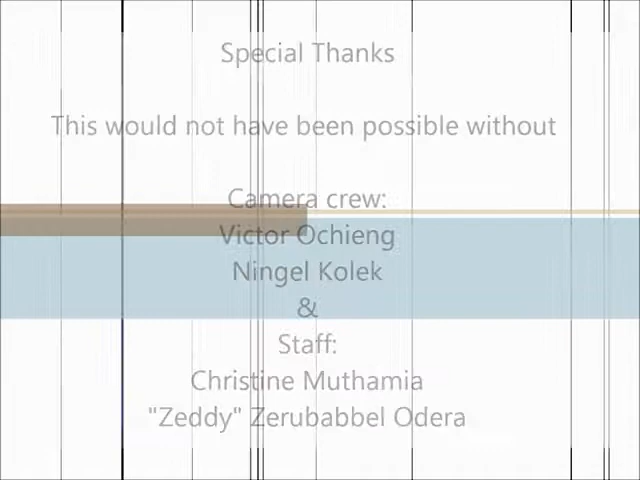 Special Thanks
This would not have been possible without
Camera crew:
Victor Ochieng
Ningel Kolek
&
Staff:
Christine Muthamia
"Zeddy" Zerubabbel Odera